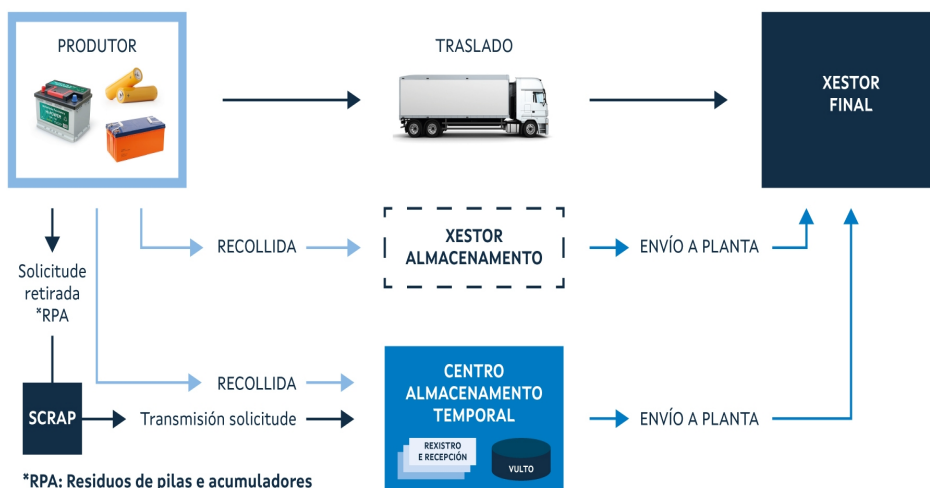 PRODUTOR
TRASLADO
XESTOR
FINAL
RECOLLIDA
XESTOR
ALMACENAMENTO
ENVÍO A PLANTA
Solicitude
retirada
*RPA
RECOLLIDA
CENTRO
ALMACENAMENTO
TEMPORAL
REXISTRO
E RECEPCIÓN
VULTO
SCRAP
Transmisión solicitude
ENVÍO A PLANTA
*RPA: Residuos de pilas e acumuladores